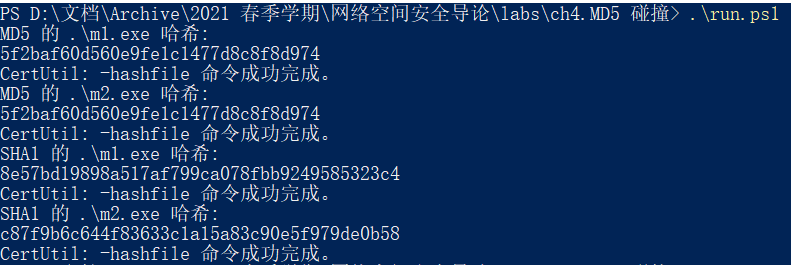 PS D:\文档\Archive\2021 春季学期\网络空间安全导论\labs\ch4.MD5 碰撞> .\run.ps1
MD5 的 .\m1.exe 哈希:
5f2baf60d560e9fe1c1477d8c8f8d974
CertUtil: -hashfile 命令成功完成。
MD5 的 .\m2.exe 哈希:
5f2baf60d560e9fe1c1477d8c8f8d974
CertUtil: -hashfile 命令成功完成。
SHA1 的 .\m1.exe 哈希:
8e57bd19898a517af799ca078fbb9249585323c4
CertUtil: -hashfile 命令成功完成。
SHA1 的 .\m2.exe 哈希:
c87f9b6c644f83633c1a15a83c90e5f979de0b58
CertUtil: -hashfile 命令成功完成。